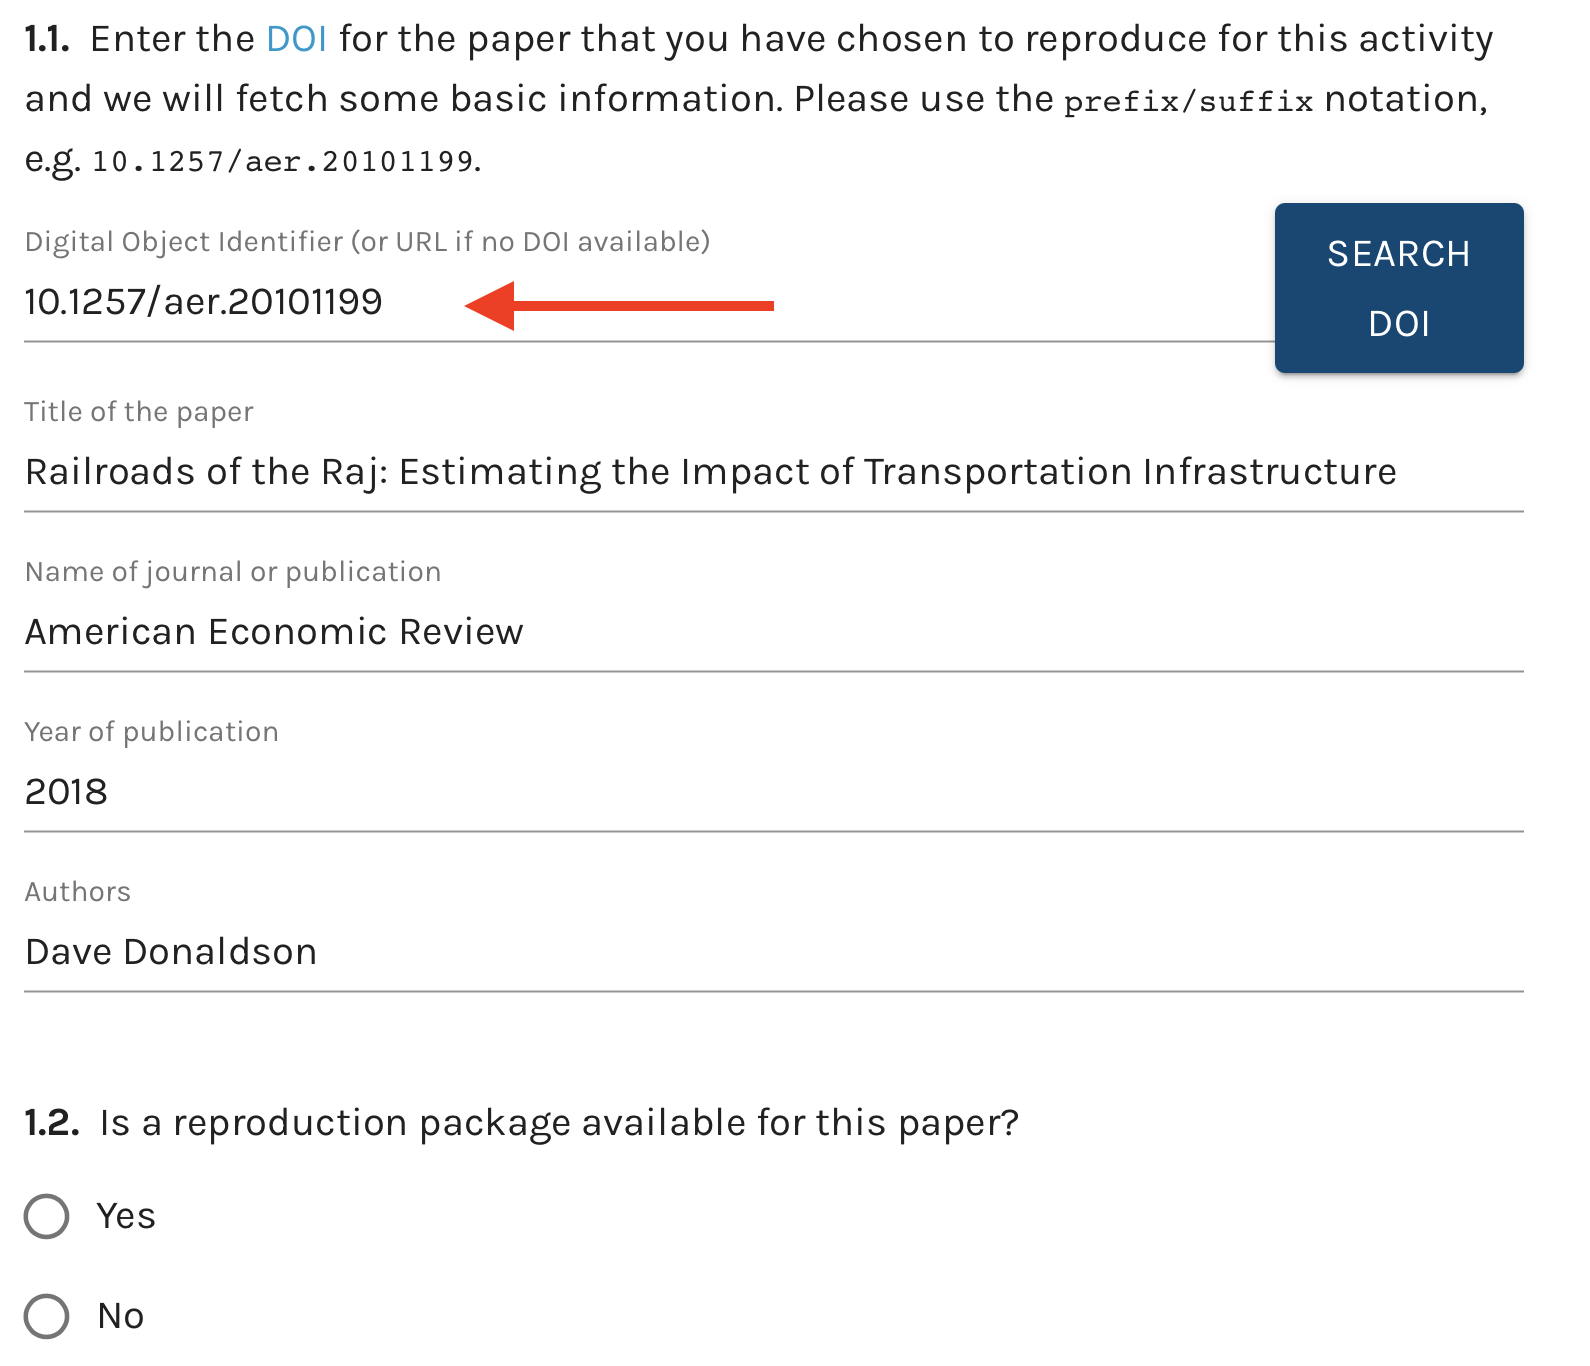 1.1. Enter the DOI for the paper that you have chosen to reproduce for this activity
and we will fetch some basic information. Please use the prefix/suffix notation,
e.g. 10.1257/aer.20101199.
Digital Object Identifier (or URL if no DOI available)
10.1257/aer.20101199
SEARCH
DOI
Title of the paper
Railroads of the Raj: Estimating the Impact of Transportation Infrastructure
Name of journal or publication
American Economic Review
Year of publication
2018
Authors
Dave Donaldson
1.2. Is a reproduction package available for this paper?
Yes
No